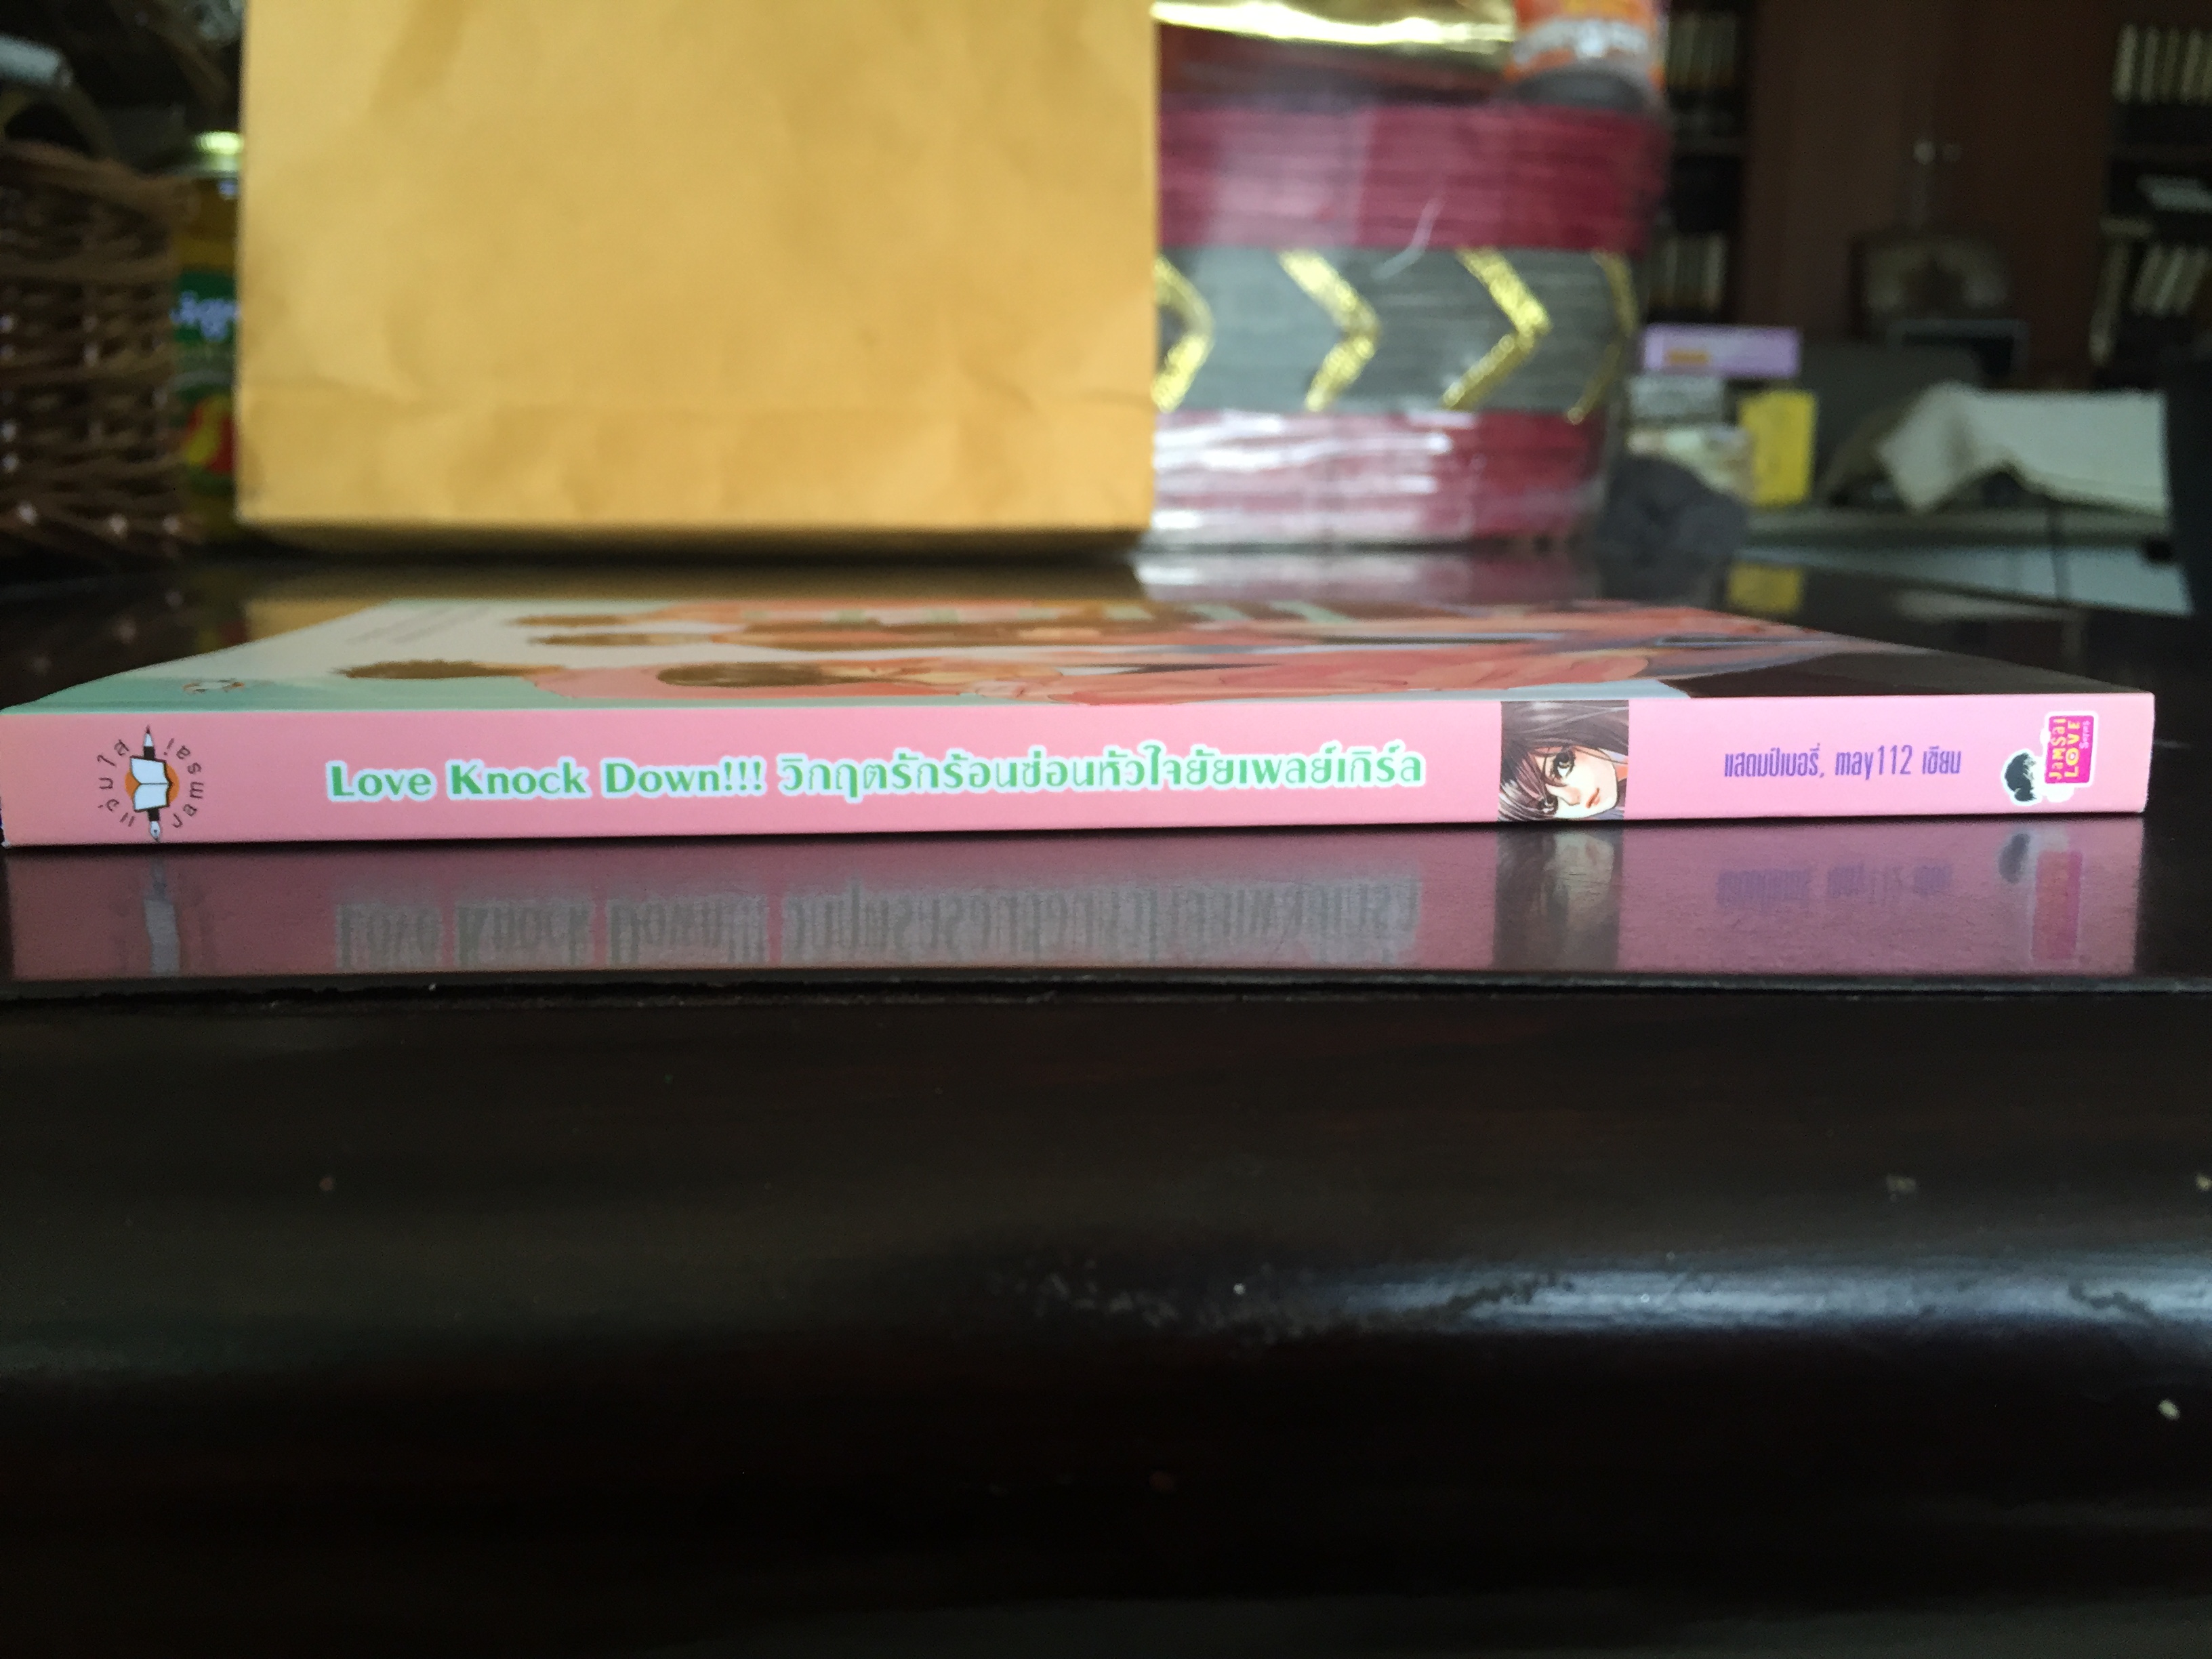 แจ่มใส
Jamsai
Love Knock Down!!! วิกฤตรักร้อนซ่อนหัวใจยัยเพลย์เกิร์ล
แสตมป์เบอรี่, may112 เขียน
Jamsai
LOVE
Series